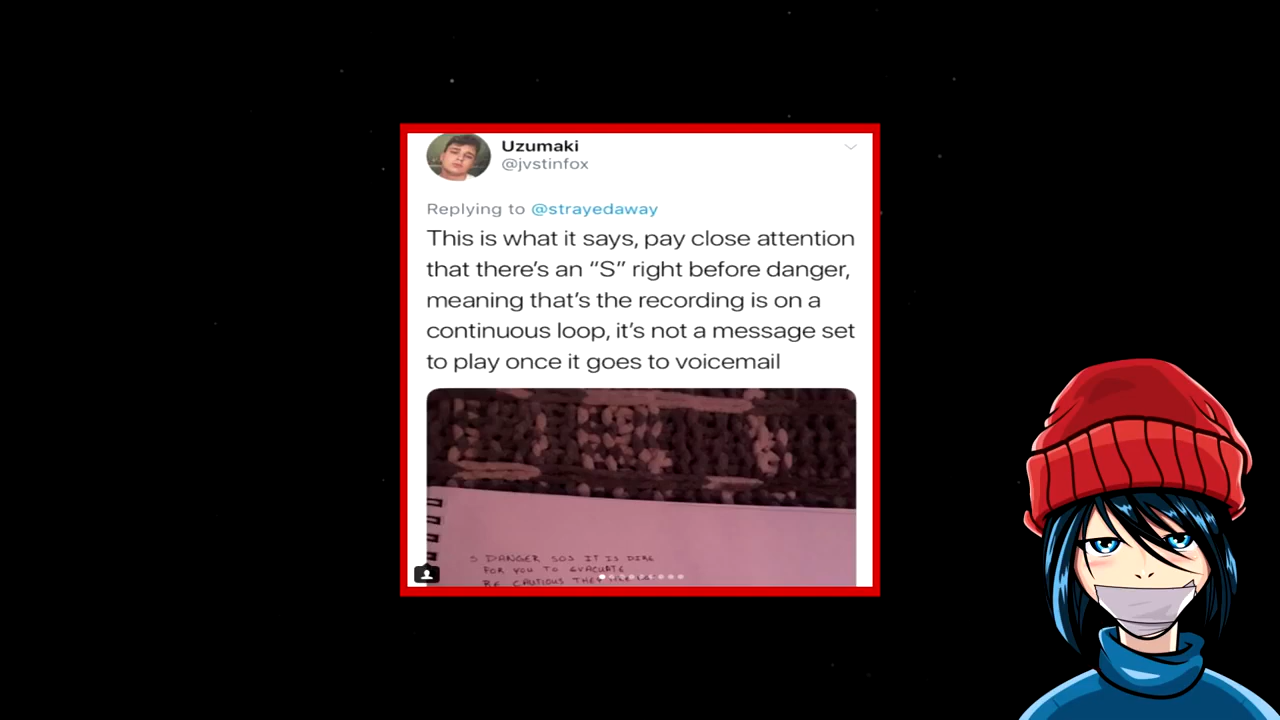 Uzumaki
@jvstinfox
Replying to @strayedaway
This is what it says, pay close attention
that there's an “S” right before danger,
meaning that's the recording is on a
continuous loop, it's not a message set
to play once it goes to voicemail
S DANGER SOS IT IS DIRE
FOR YOU TO EVACUATE
BE CAUTIOUS THEY